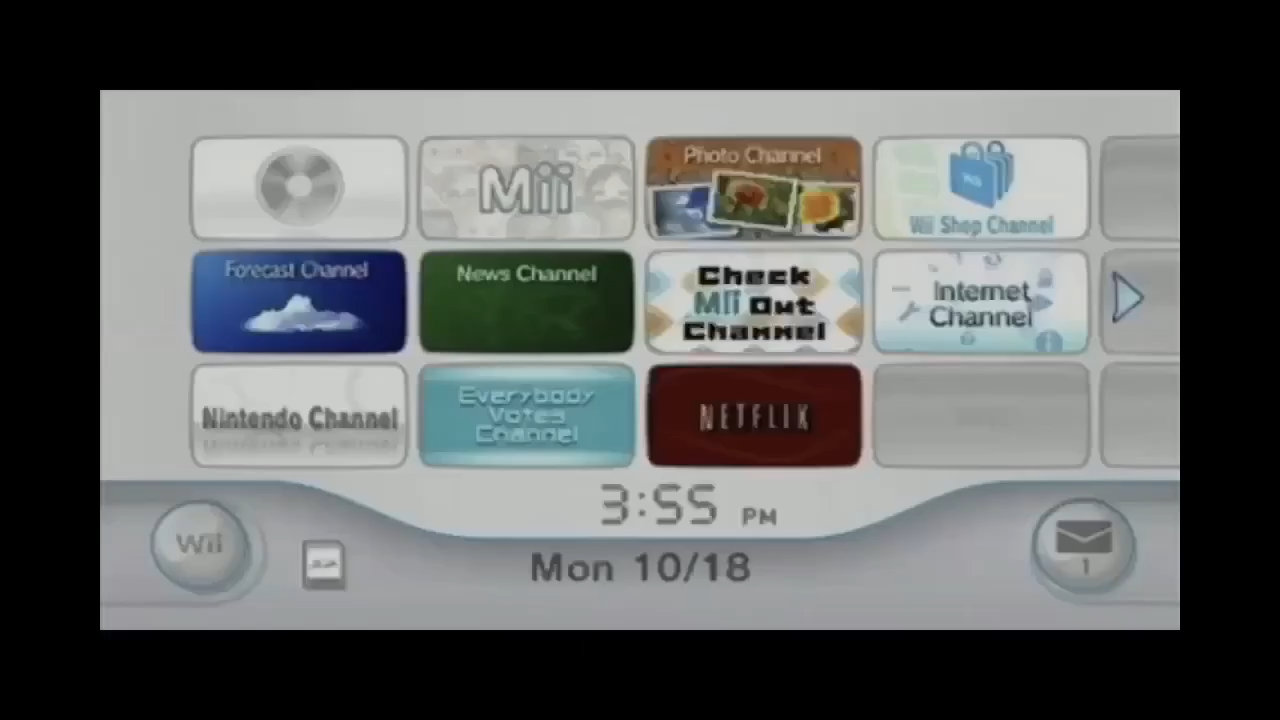 Mii
Photo Channel
Wii
Wii Shop Channel
Forecast Channel
News Channel
Check
Mii Out
Channel
Internet
Channel
Nintendo Channel
Everybody
Votes
Channel
NETFLIX
3:55 PM
Wii
Mon 10/18
1